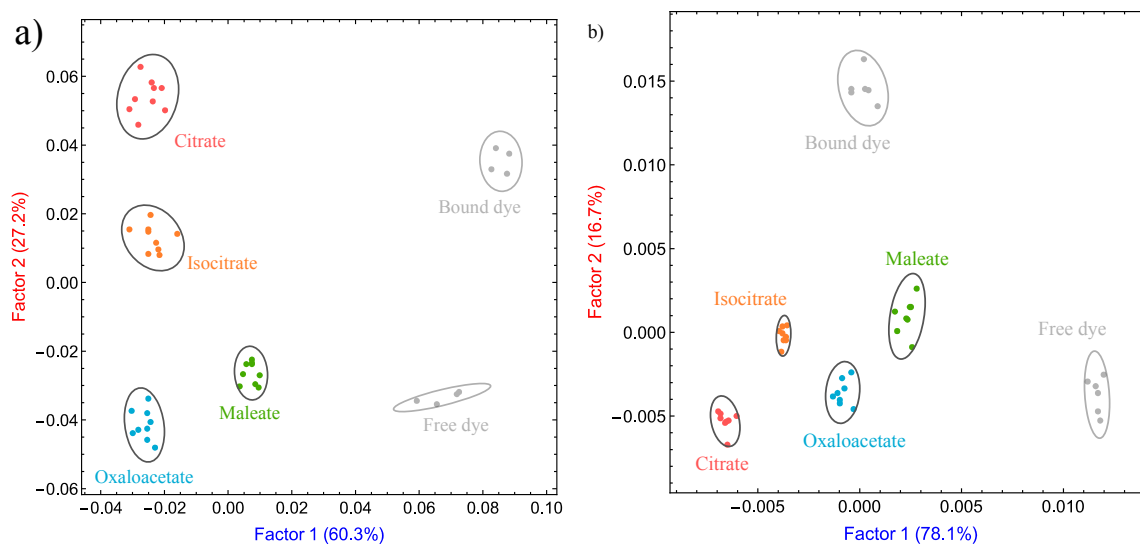 a)
0.06
0.04
0.02
0.00
−0.02
−0.04
−0.06
−0.04
−0.02
0.00
0.02
0.04
0.06
0.08
0.10
Factor 2 (27.2%)
Factor 1 (60.3%)
Citrate
Isocitrate
Maleate
Oxaloacetate
Bound dye
Free dye
b)
0.015
0.010
0.005
0.000
−0.005
−0.005
0.000
0.005
0.010
Factor 2 (16.7%)
Factor 1 (78.1%)
Bound dye
Maleate
Isocitrate
Free dye
Oxaloacetate
Citrate